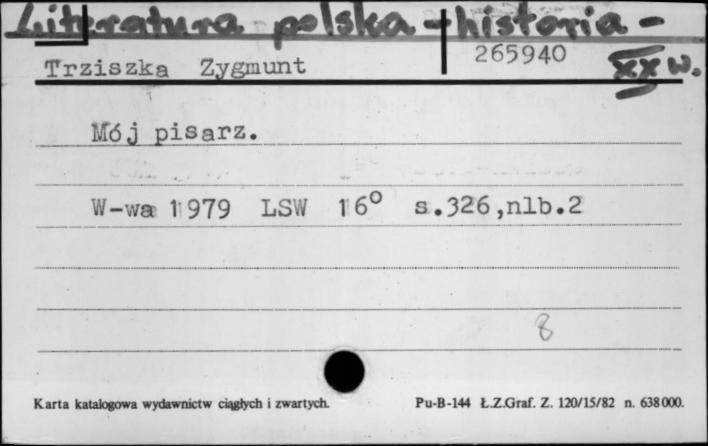 Literatura polska - historia -
XX w.
Trziszka Zygmunt 265940
Mój pisarz.
W-wa 1979 LSW 16° s.326,nlb.2
8
Karta katalogowa wydawnictw ciągłych i zwartych. Pu-B-144 Ł.Z.Graf. Z. 120/15/82 n. 638000.